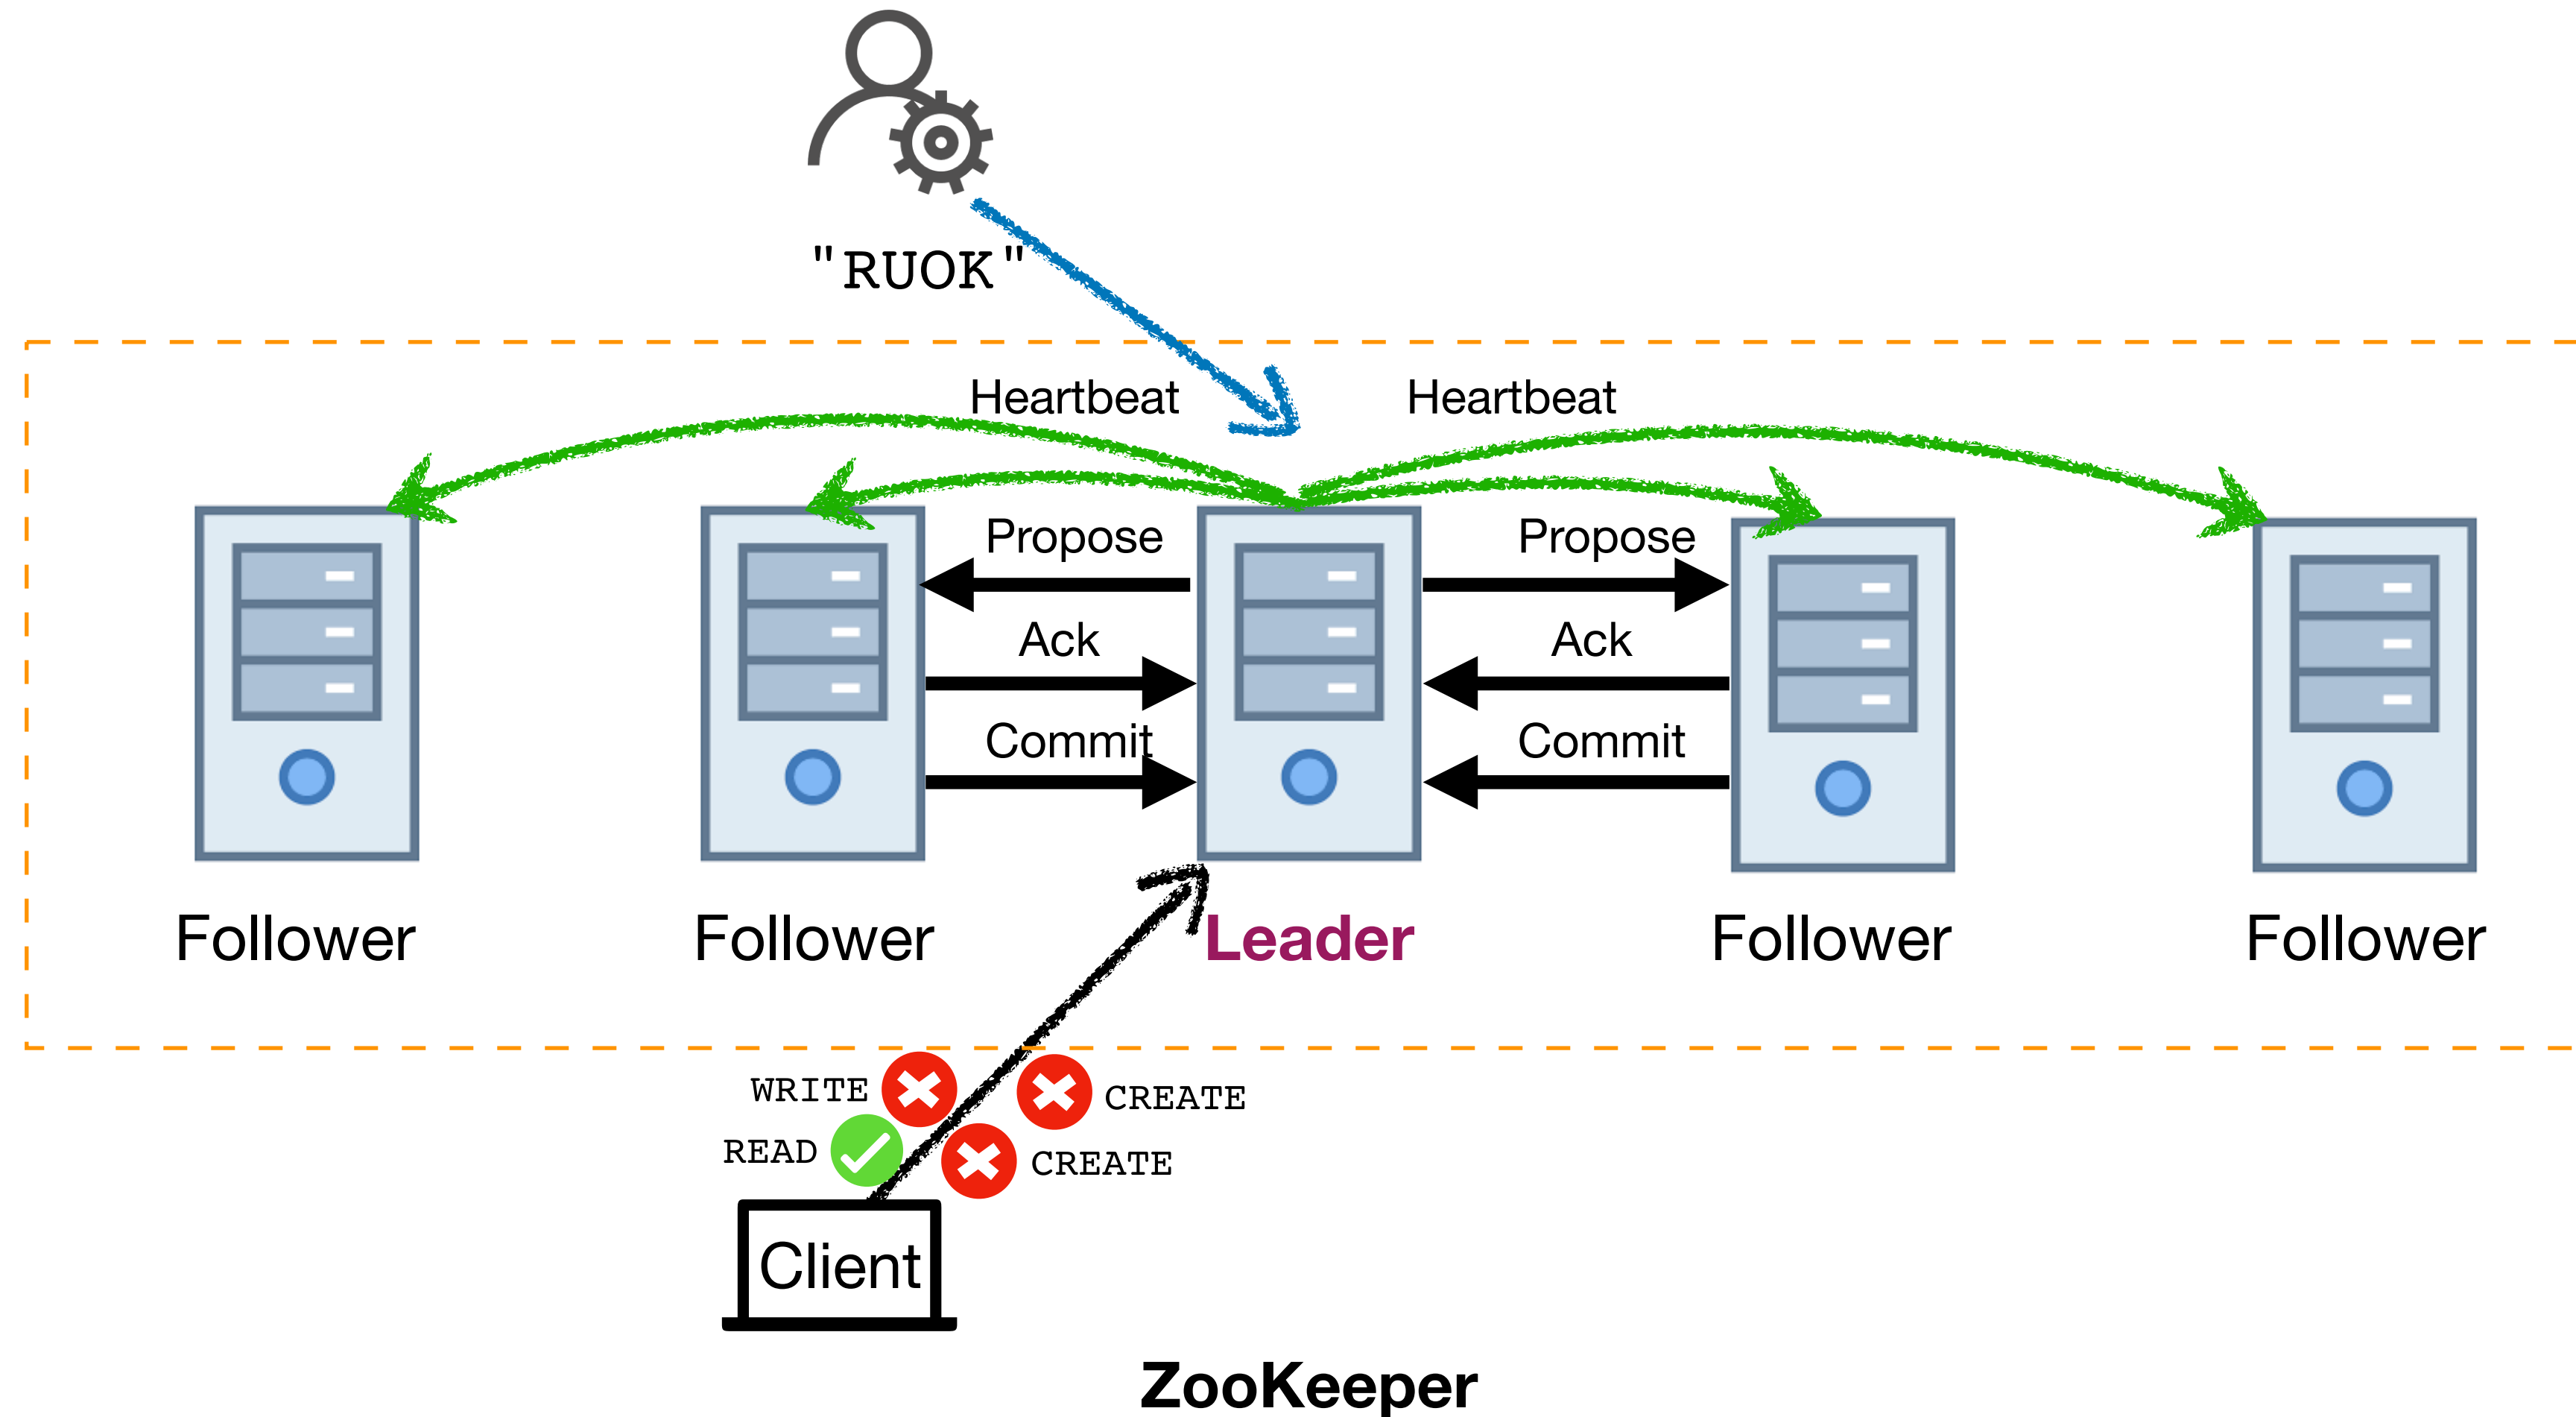 "RUOK"
Heartbeat
Heartbeat
Propose
Propose
Ack
Ack
Commit
Commit
Follower
Follower
Leader
Follower
Follower
WRITE
CREATE
READ
CREATE
Client
ZooKeeper